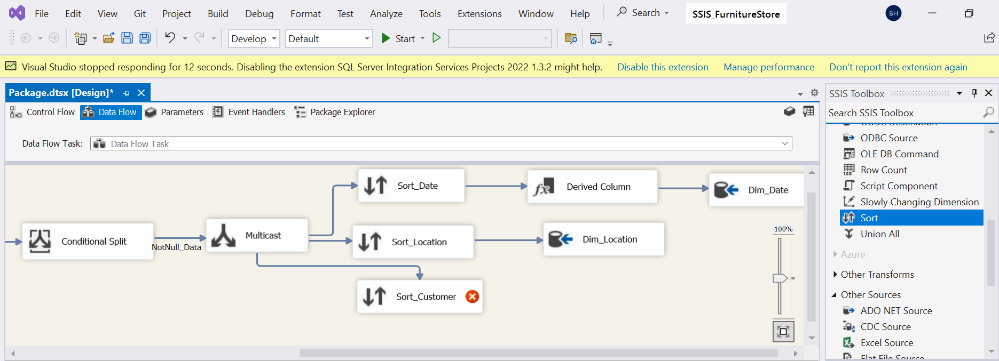 File Edit View Git Project Build Debug Format Test Analyze Tools Extensions Window Help Search SSIS_FurnitureStore BH
Develop Default Start
Visual Studio stopped responding for 12 seconds. Disabling the extension SQL Server Integration Services Projects 2022 1.3.2 might help. Disable this extension Manage performance Don't report this extension again
Package.dtsx [Design]*
Control Flow Data Flow Parameters Event Handlers Package Explorer
Data Flow Task: Data Flow Task
Sort_Date
Derived Column
Dim_Date
Conditional Split
NotNull_Data
Multicast
Sort_Location
Dim_Location
Sort_Customer
100%
SSIS Toolbox
Search SSIS Toolbox
ODBC Destination
ODBC Source
OLE DB Command
Row Count
Script Component
Slowly Changing Dimension
Sort
Union All
Azure
Other Transforms
Other Sources
ADO NET Source
CDC Source
Excel Source
Flat File Source